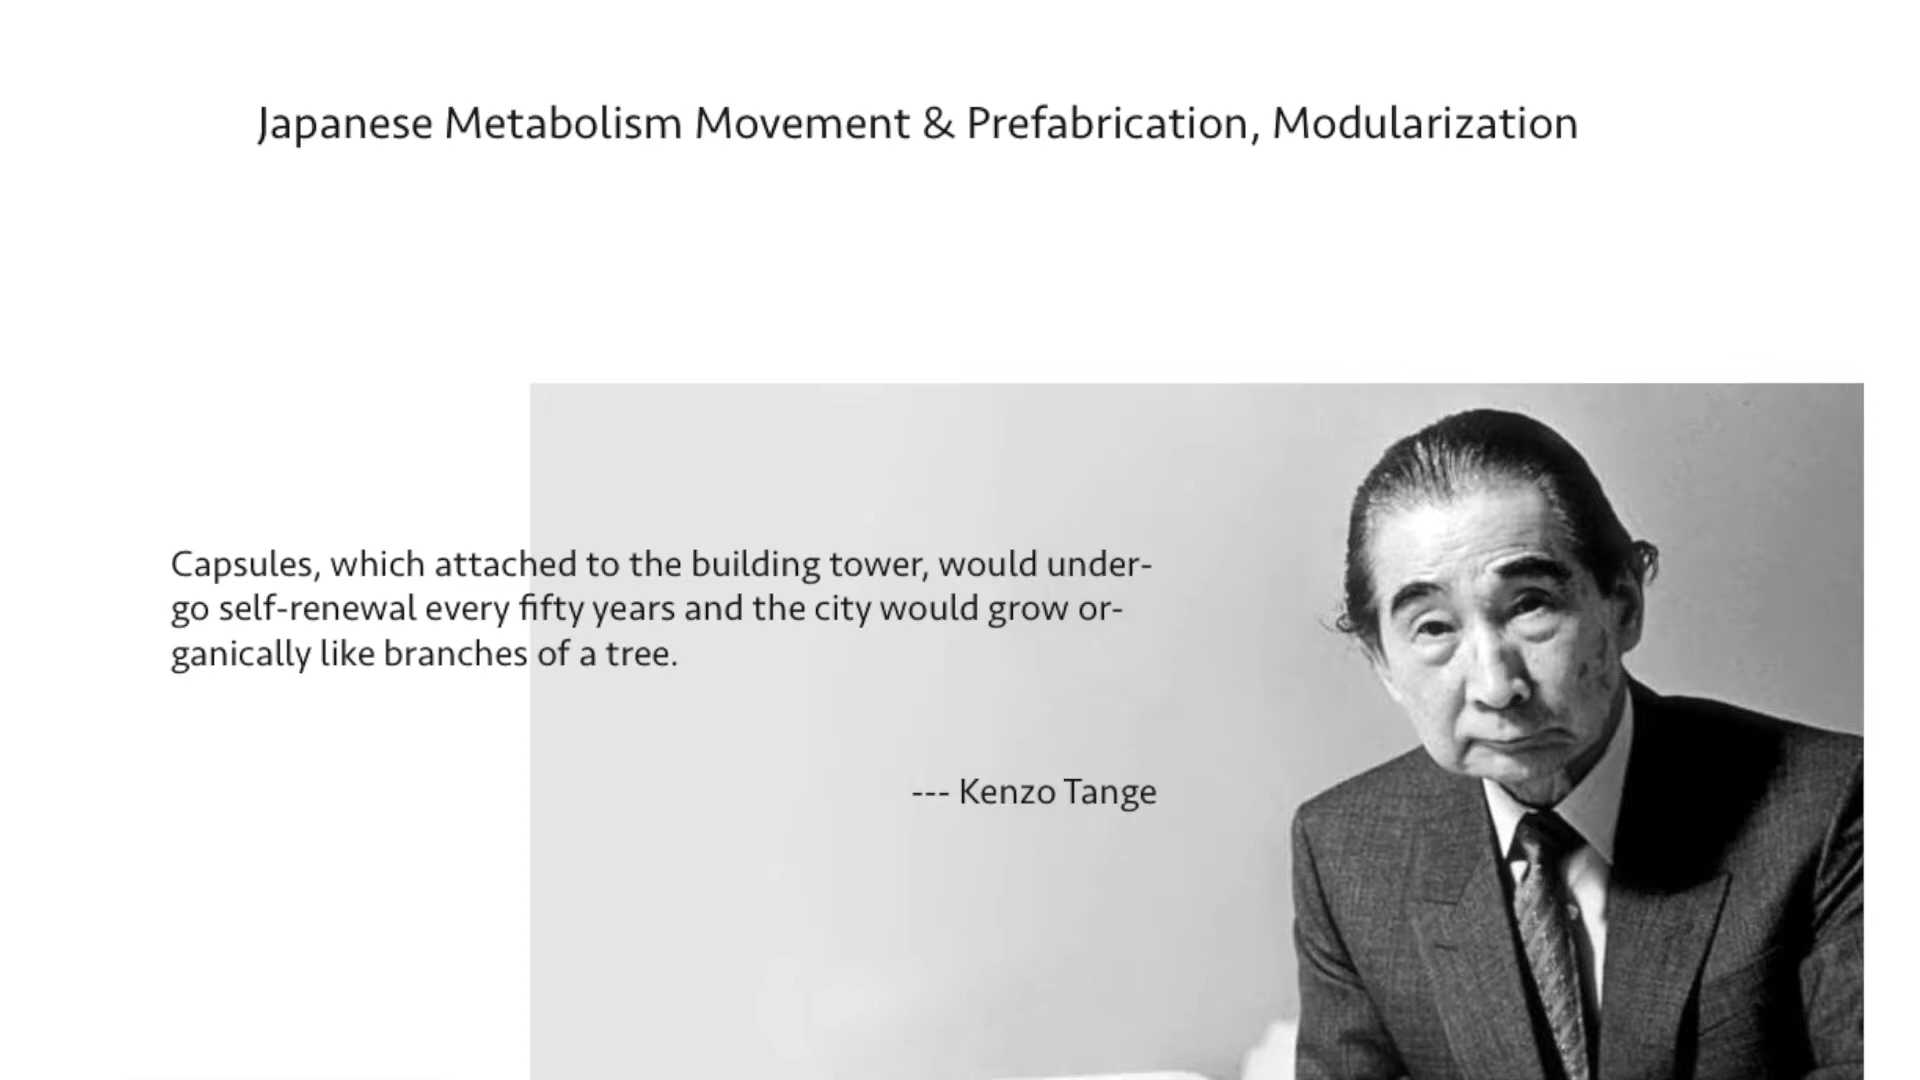 Japanese Metabolism Movement & Prefabrication, Modularization
Capsules, which attached to the building tower, would under-
go self-renewal every fifty years and the city would grow or-
ganically like branches of a tree.
--- Kenzo Tange